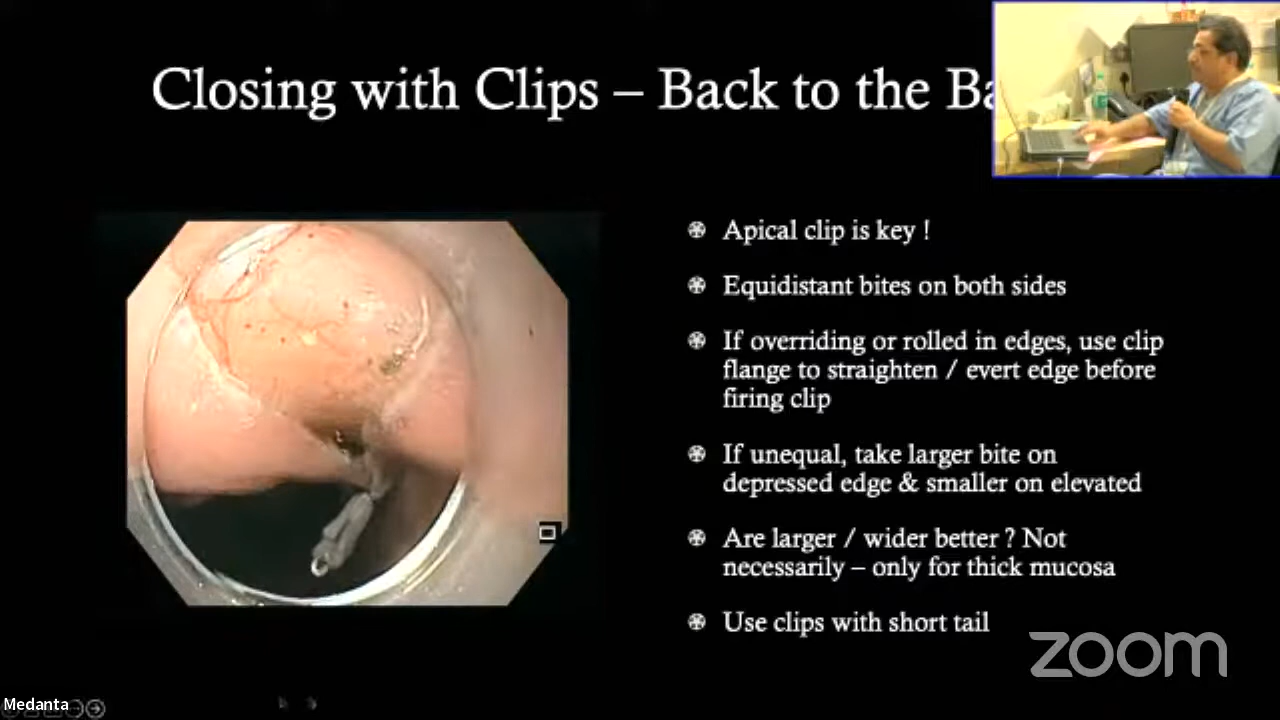 Closing with Clips – Back to the Ba
Apical clip is key !
Equidistant bites on both sides
If overriding or rolled in edges, use clip
flange to straighten / evert edge before
firing clip
If unequal, take larger bite on
depressed edge & smaller on elevated
Are larger / wider better ? Not
necessarily – only for thick mucosa
Use clips with short tail
zoom
Medanta